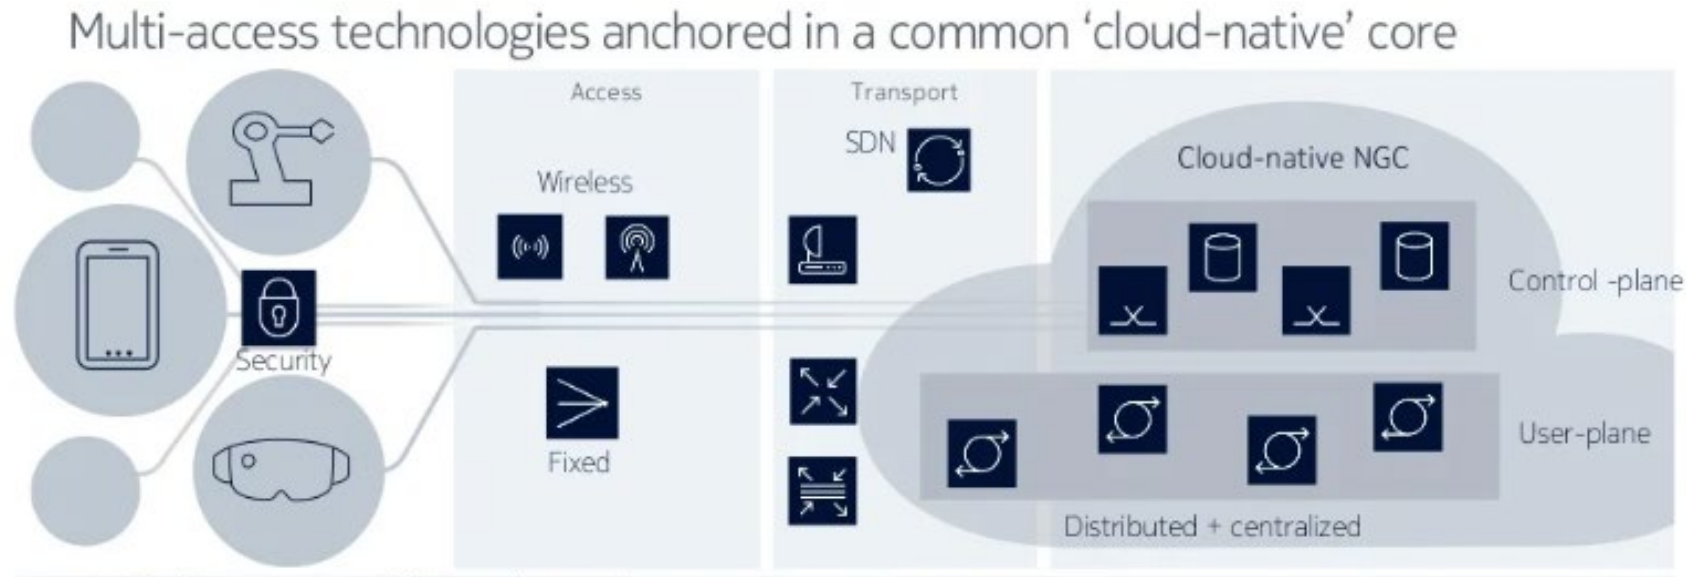 Multi-access technologies anchored in a common ‘cloud-native’ core
Access
Transport
SDN
Cloud-native NGC
Wireless
Control -plane
Security
Fixed
User-plane
Distributed + centralized